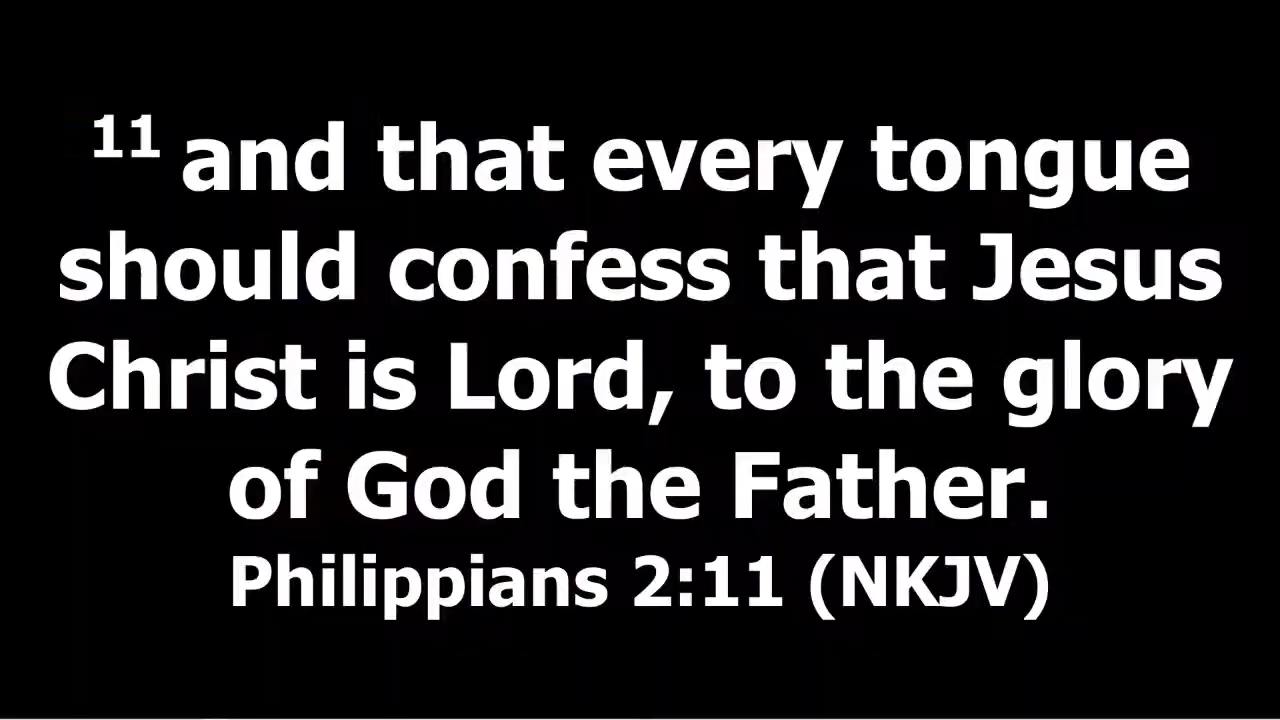 11 and that every tongue
should confess that Jesus
Christ is Lord, to the glory
of God the Father.
Philippians 2:11 (NKJV)